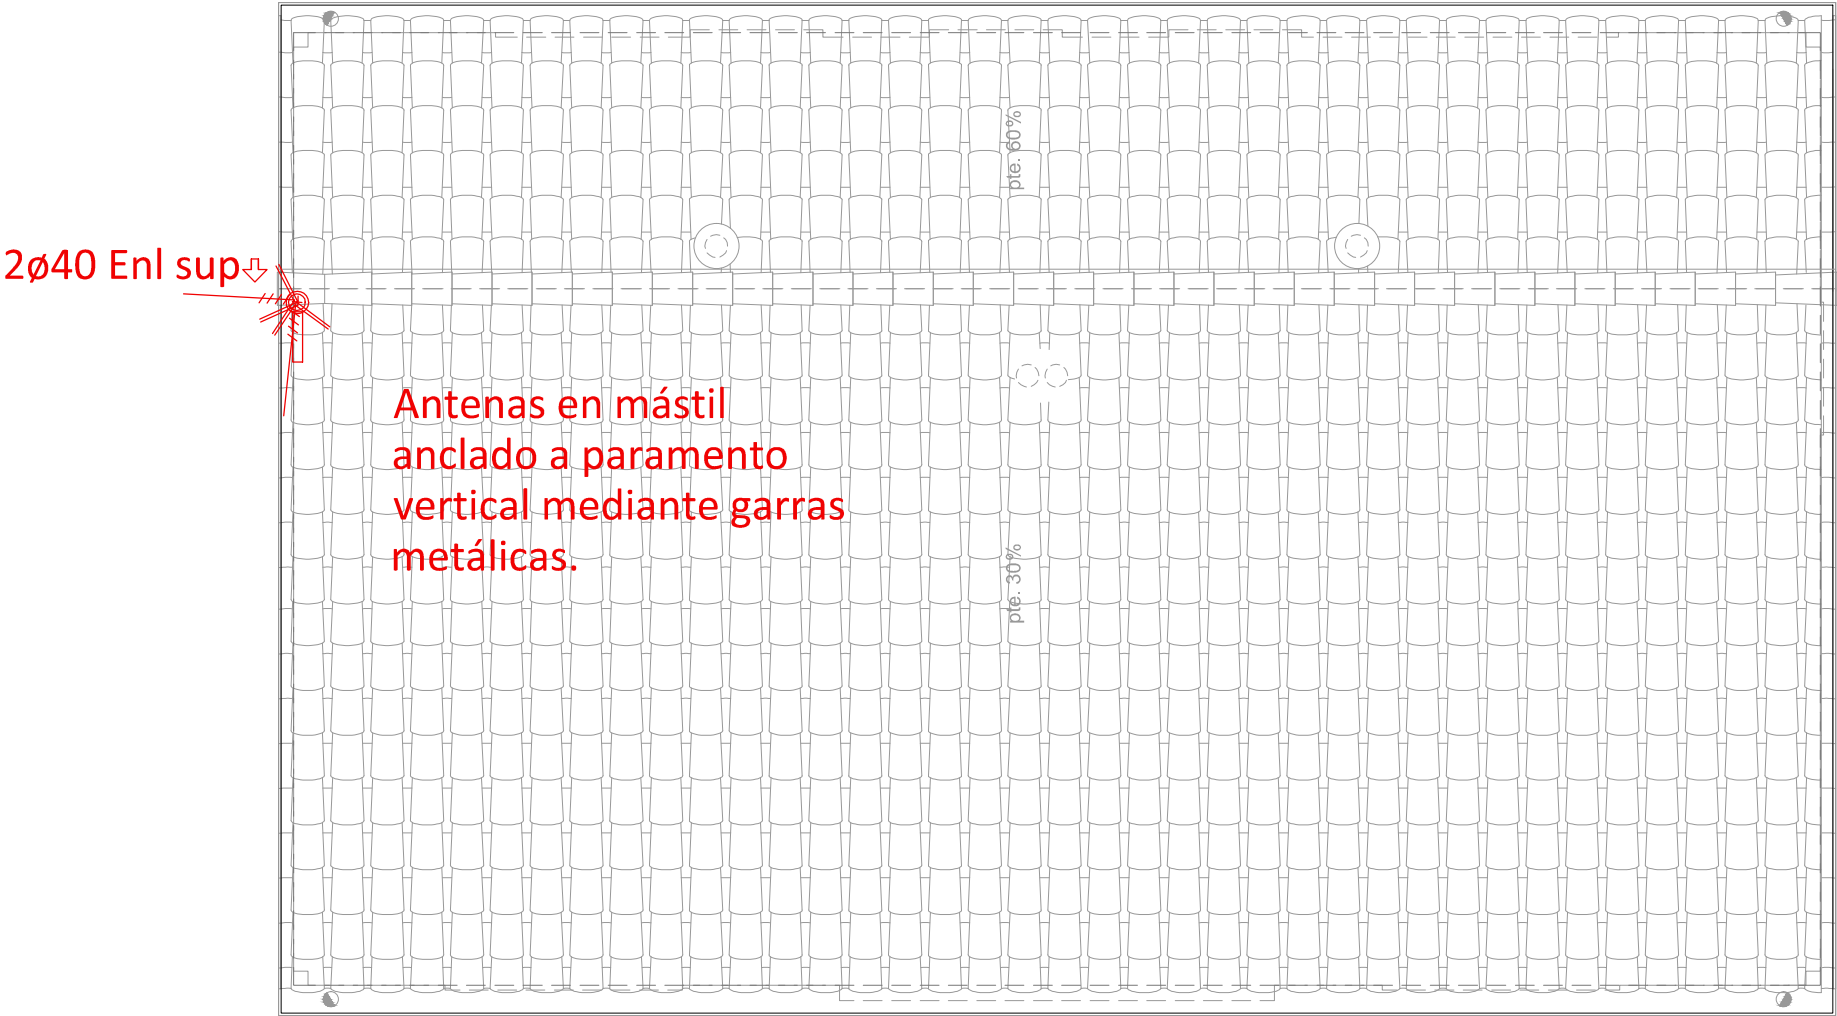 pte. 60%
2ø40 Enl sup
Antenas en mástil
anclado a paramento
vertical mediante garras
metálicas.
pte. 30%